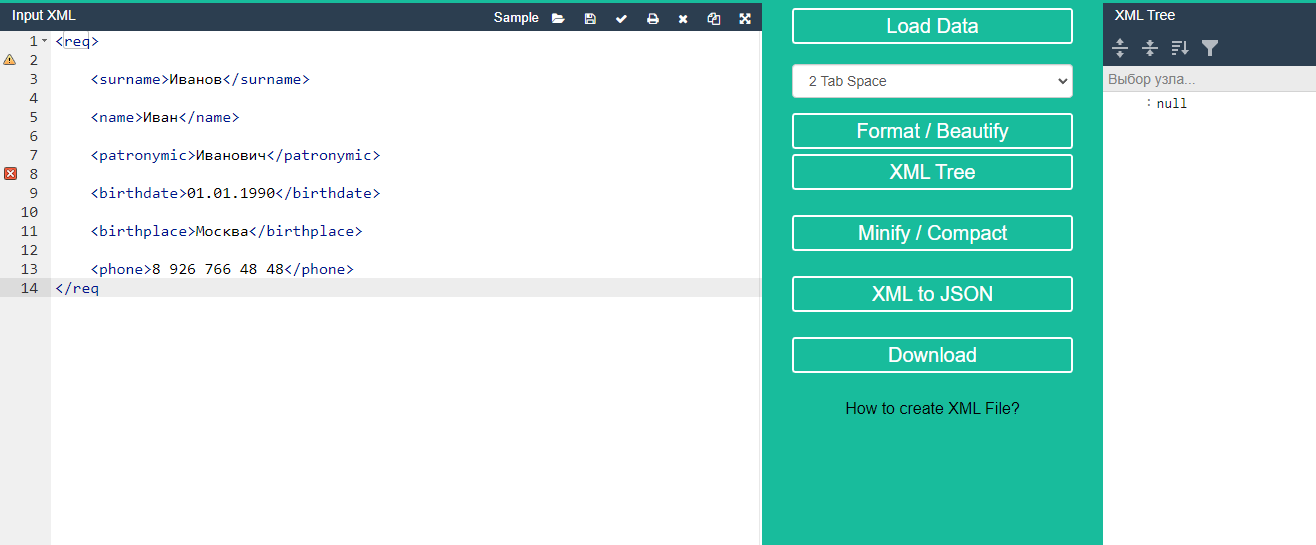 Input XML
Sample
1 <req>
2
3 <surname>Иванов</surname>
4
5 <name>Иван</name>
6
7 <patronymic>Иванович</patronymic>
8
9 <birthdate>01.01.1990</birthdate>
10
11 <birthplace>Москва</birthplace>
12
13 <phone>8 926 766 48 48</phone>
14 </req
Load Data
2 Tab Space
Format / Beautify
XML Tree
Minify / Compact
XML to JSON
Download
How to create XML File?
XML Tree
Выбор узла...
: null